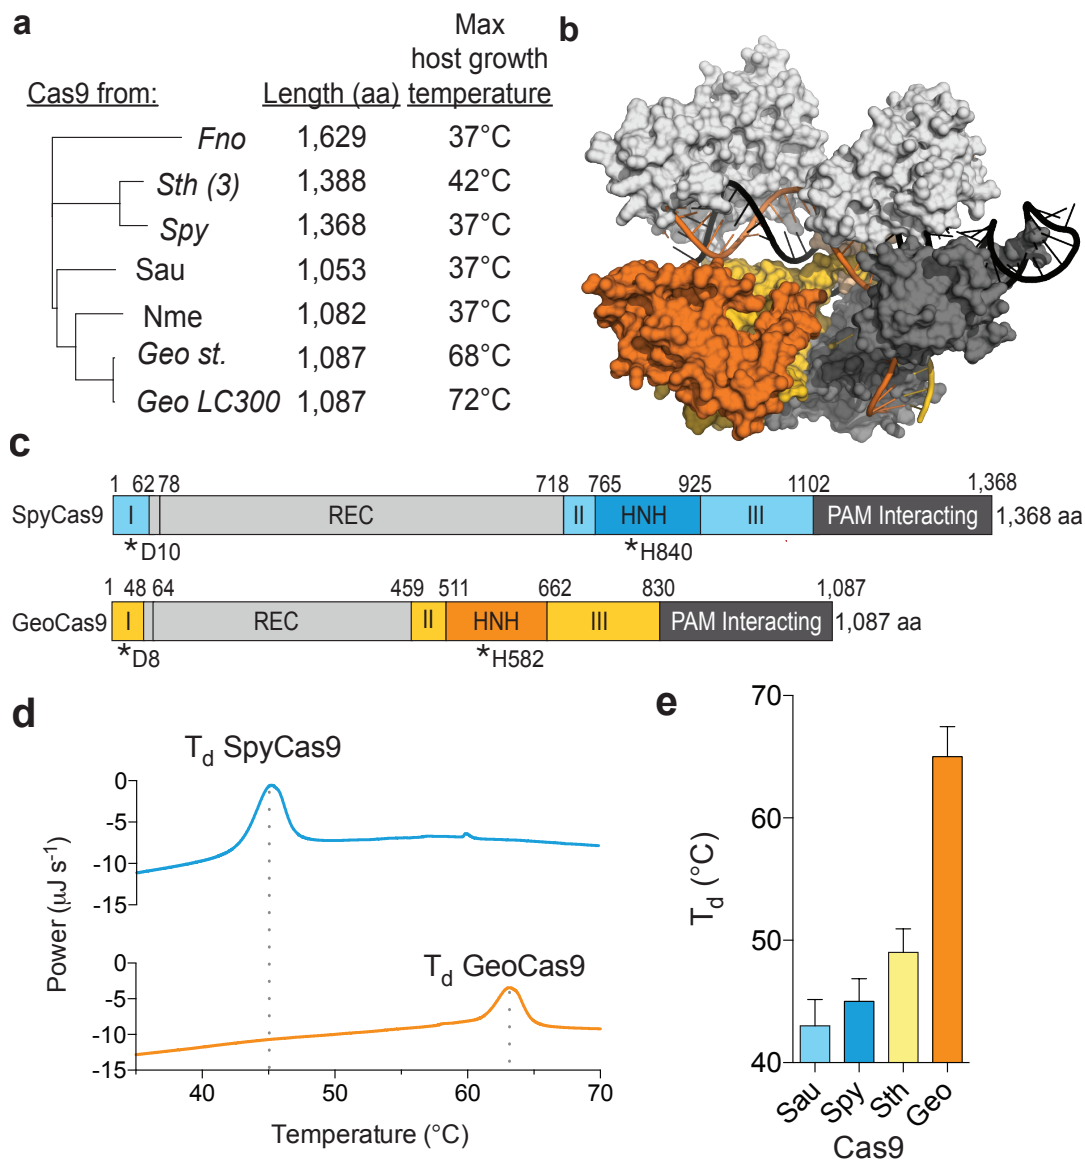 a
Max
host growth
Cas9 from: Length (aa) temperature
Fno 1,629 37°C
Sth (3) 1,388 42°C
Spy 1,368 37°C
Sau 1,053 37°C
Nme 1,082 37°C
Geo st. 1,087 68°C
Geo LC300 1,087 72°C
b
c
1 62 78 718 765 925 1102 1,368
SpyCas9 I REC II HNH III PAM Interacting 1,368 aa
*D10 *H840
1 48 64 459 511 662 830 1,087
GeoCas9 I REC II HNH III PAM Interacting 1,087 aa
*D8 *H582
d
Td SpyCas9
0
-5
-10
-15
Td GeoCas9
0
-5
-10
-15
Power (μJ s-1)
40 50 60 70
Temperature (°C)
e
70
60
50
40
Td (°C)
Sau Spy Sth Geo
Cas9